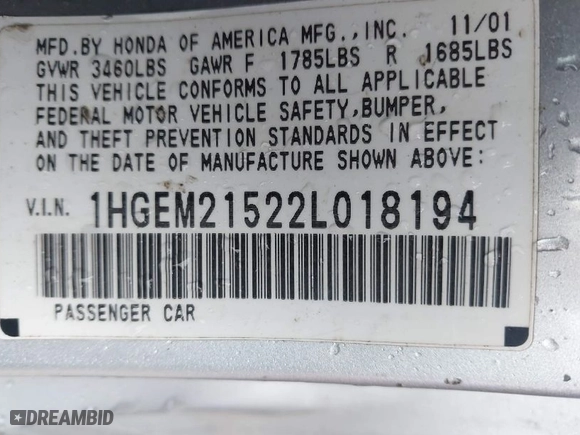 MFD.BY HONDA OF AMERICA MFG.,INC. 11/01
GVWR 3460LBS GAWR F 1785LBS R 1685LBS
THIS VEHICLE CONFORMS TO ALL APPLICABLE
FEDERAL MOTOR VEHICLE SAFETY,BUMPER,
AND THEFT PREVENTION STANDARDS IN EFFECT
ON THE DATE OF MANUFACTURE SHOWN ABOVE:
V.I.N. 1HGEM21522L018194
PASSENGER CAR
DREAMBID